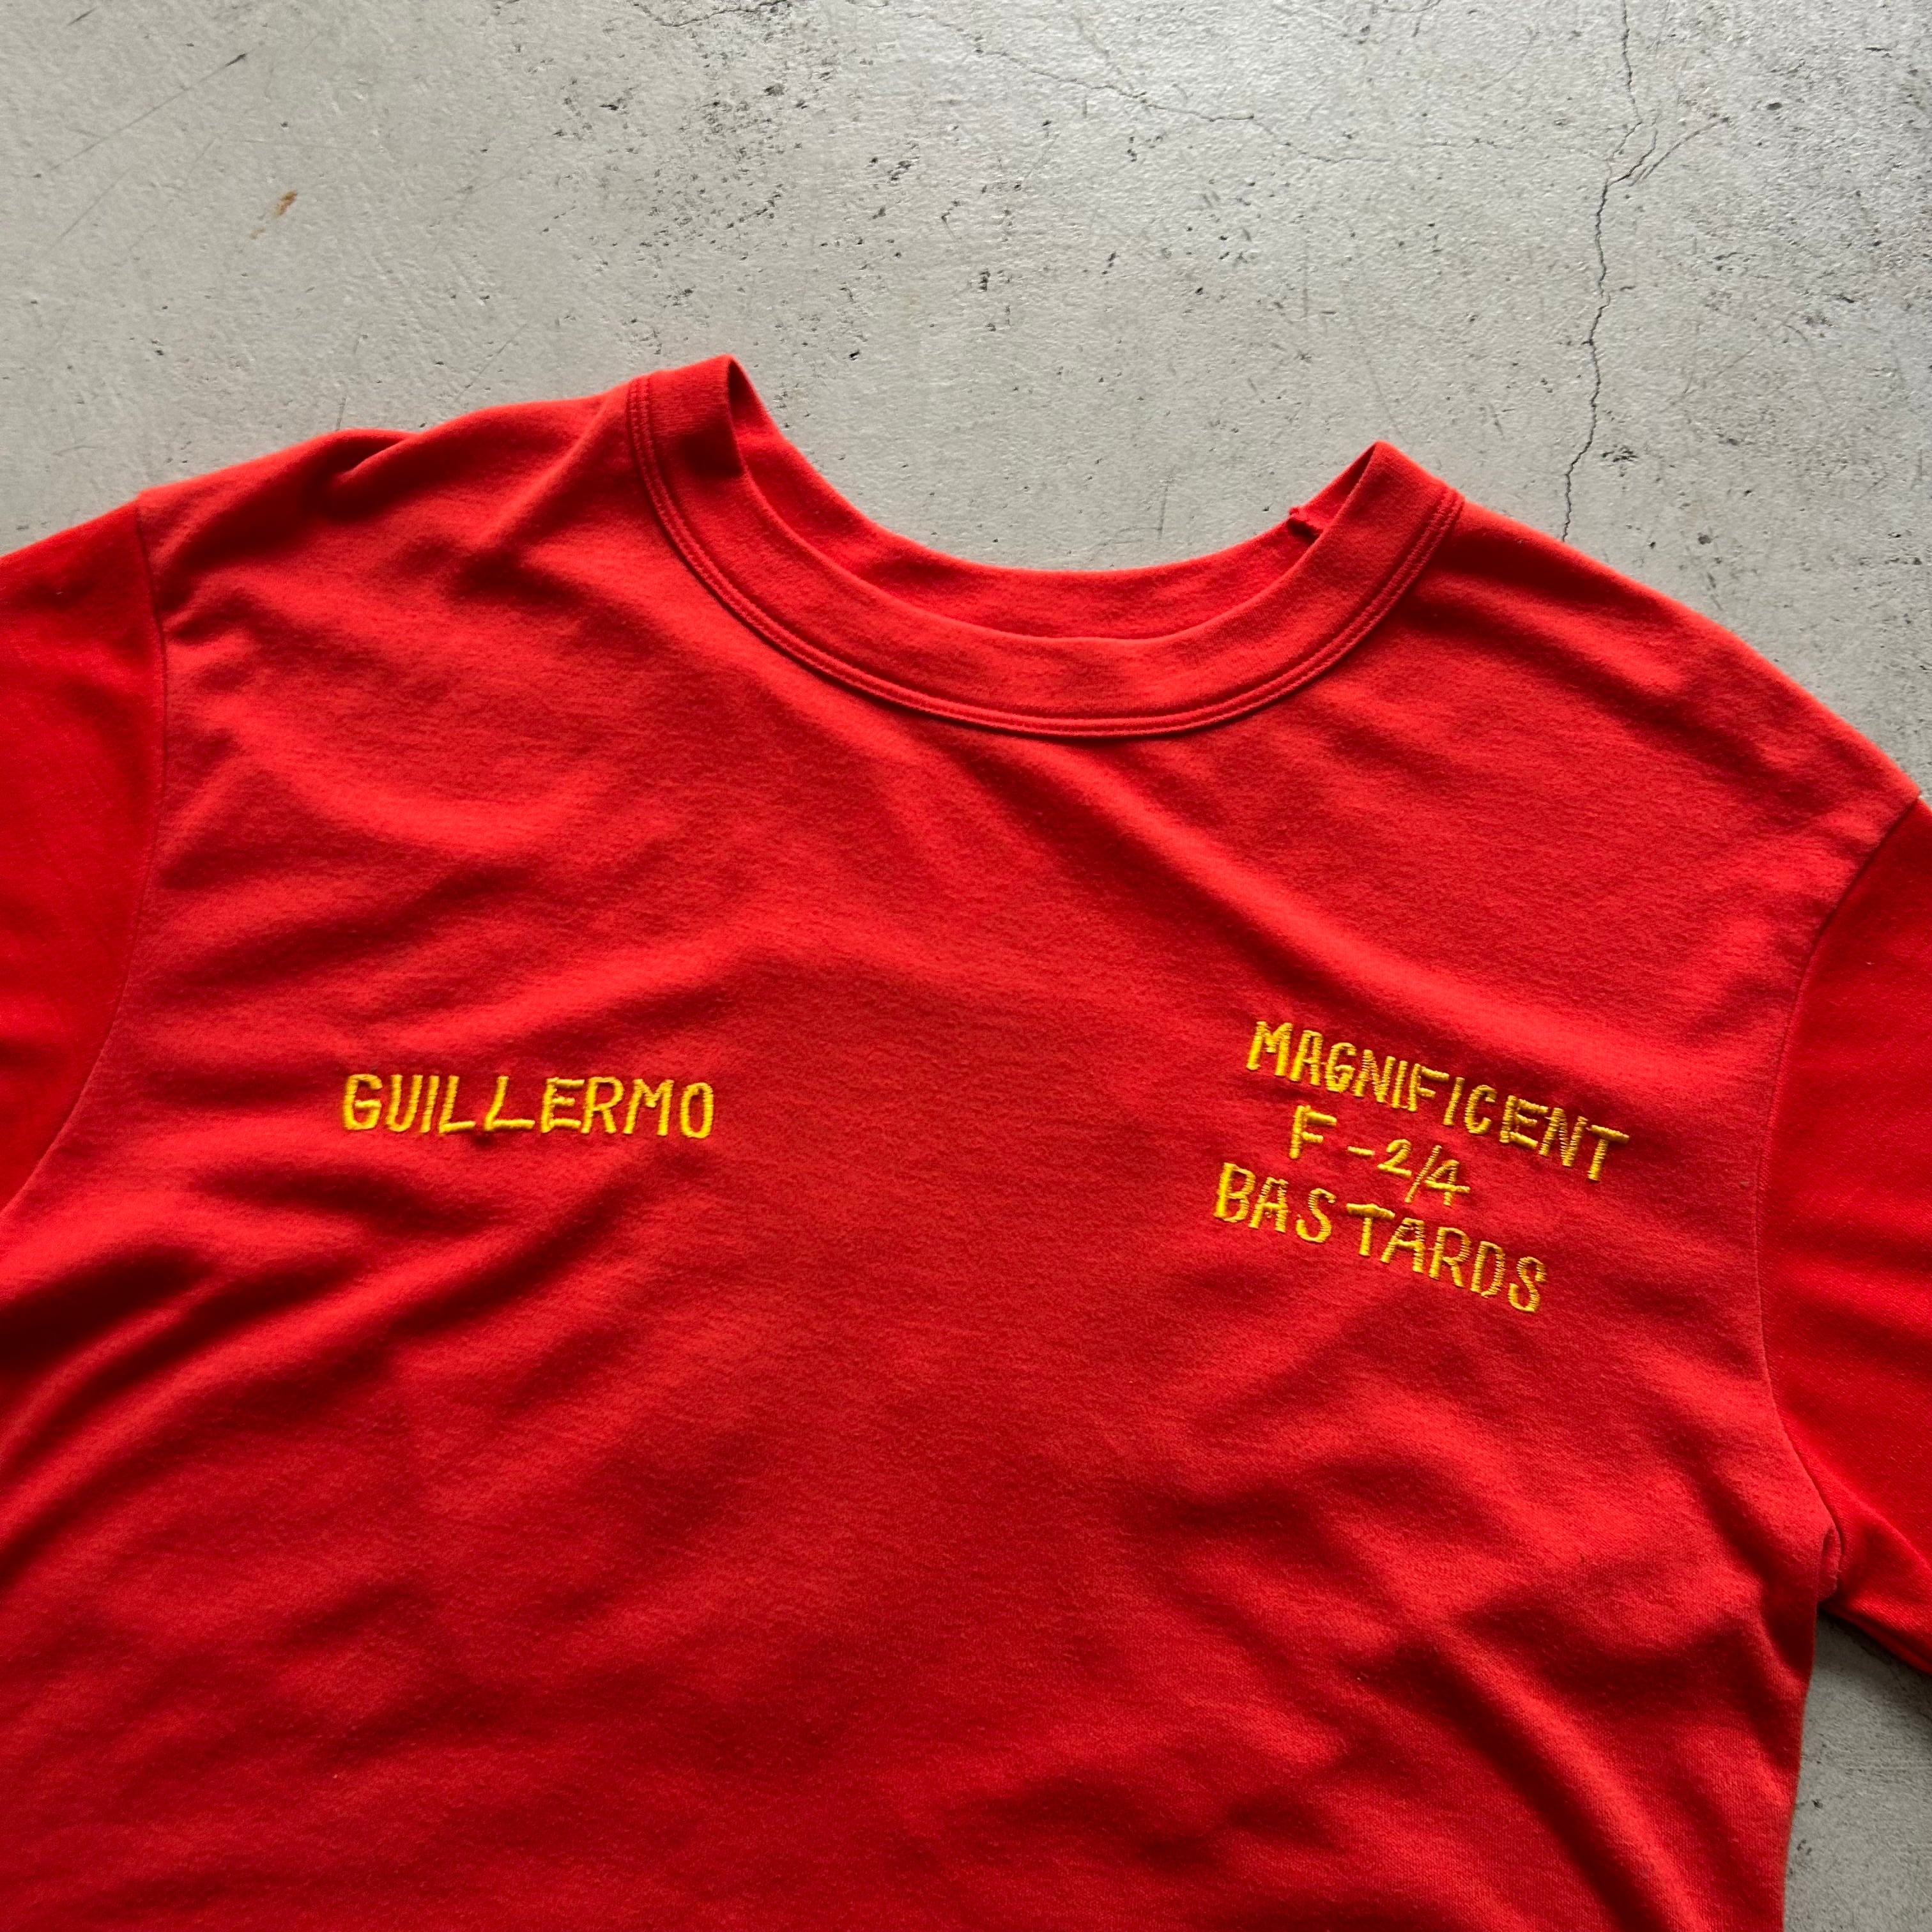 GUILLERMO
MAGNIFICENT
F-2/4
BASTARDS